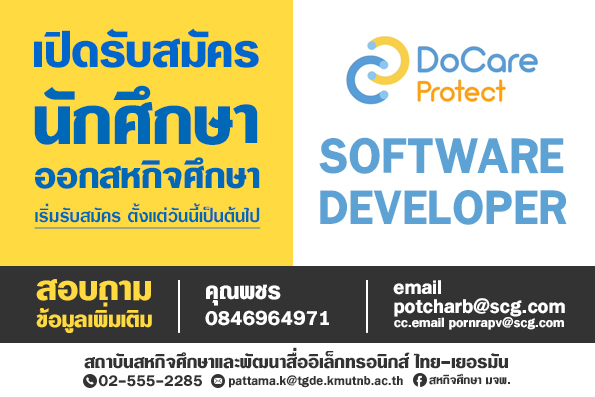 เปิดรับสมัคร
นักศึกษา
ออกสหกิจศึกษา
เริ่มรับสมัคร ตั้งแต่วันนี้เป็นต้นไป
DoCare
Protect
SOFTWARE
DEVELOPER
สอบถาม
ข้อมูลเพิ่มเติม
คุณพชร
0846964971
email
potcharb@scg.com
cc.email pornrapv@scg.com
สถาบันสหกิจศึกษาและพัฒนาสื่ออิเล็กทรอนิกส์ ไทย-เยอรมัน
02-555-2285 pattama.k@tgde.kmutnb.ac.th สหกิจศึกษา มจพ.